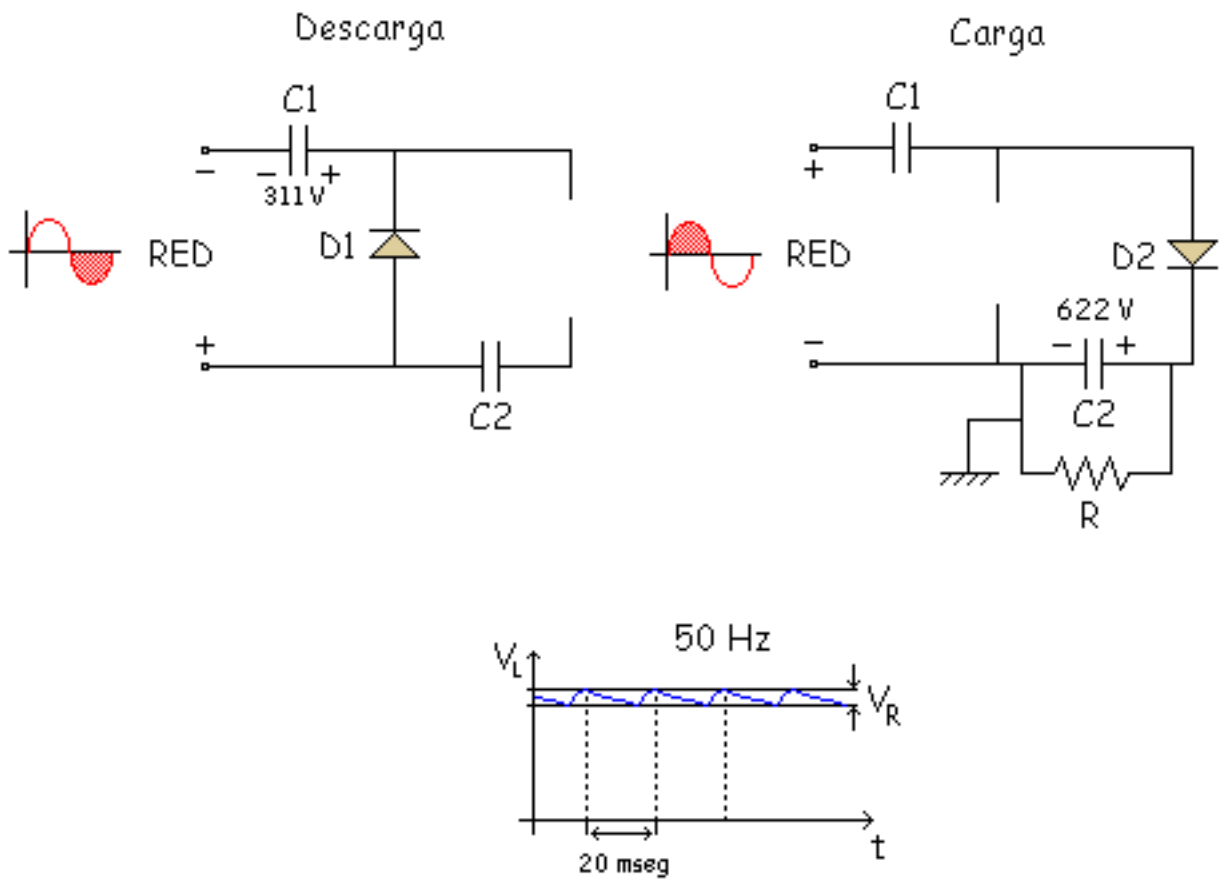 Descarga
C1
−
− +
311 V
D1
RED
+
C2
Carga
C1
+
RED
D2
622 V
− +
−
C2
R
50 Hz
VL
VR
t
20 mseg